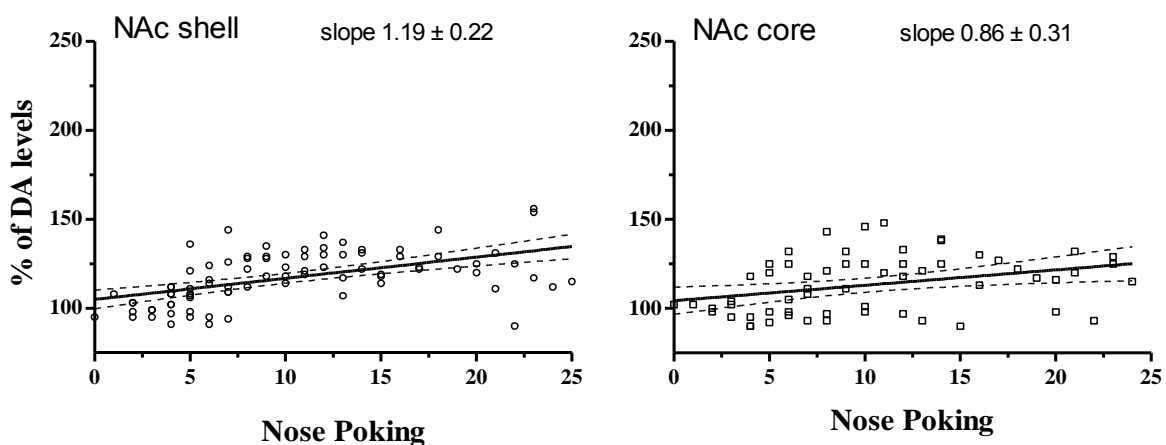 NAc shell
slope 1.19 ± 0.22
% of DA levels
250
200
150
100
0 5 10 15 20 25
Nose Poking
NAc core
slope 0.86 ± 0.31
250
200
150
100
0 5 10 15 20 25
Nose Poking